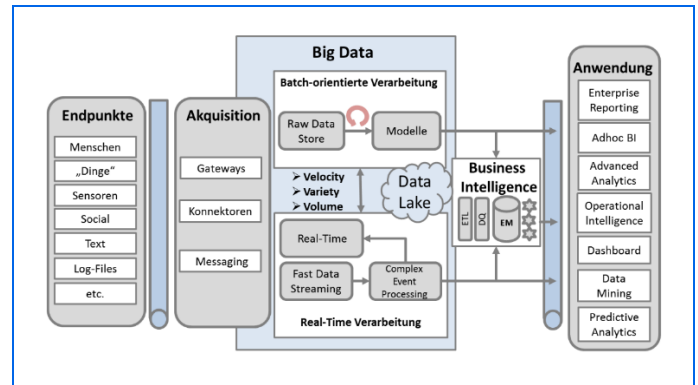 Endpunkte
Menschen
„Dinge“
Sensoren
Social
Text
Log-Files
etc.
Akquisition
Gateways
Konnektoren
Messaging
Big Data
Batch-orientierte Verarbeitung
Raw Data
Store
Modelle
➢ Velocity
➢ Variety
➢ Volume
Data
Lake
Real-Time
Fast Data
Streaming
Complex
Event
Processing
Real-Time Verarbeitung
Business
Intelligence
ETL
DQ
EM
Anwendung
Enterprise
Reporting
Adhoc BI
Advanced
Analytics
Operational
Intelligence
Dashboard
Data
Mining
Predictive
Analytics